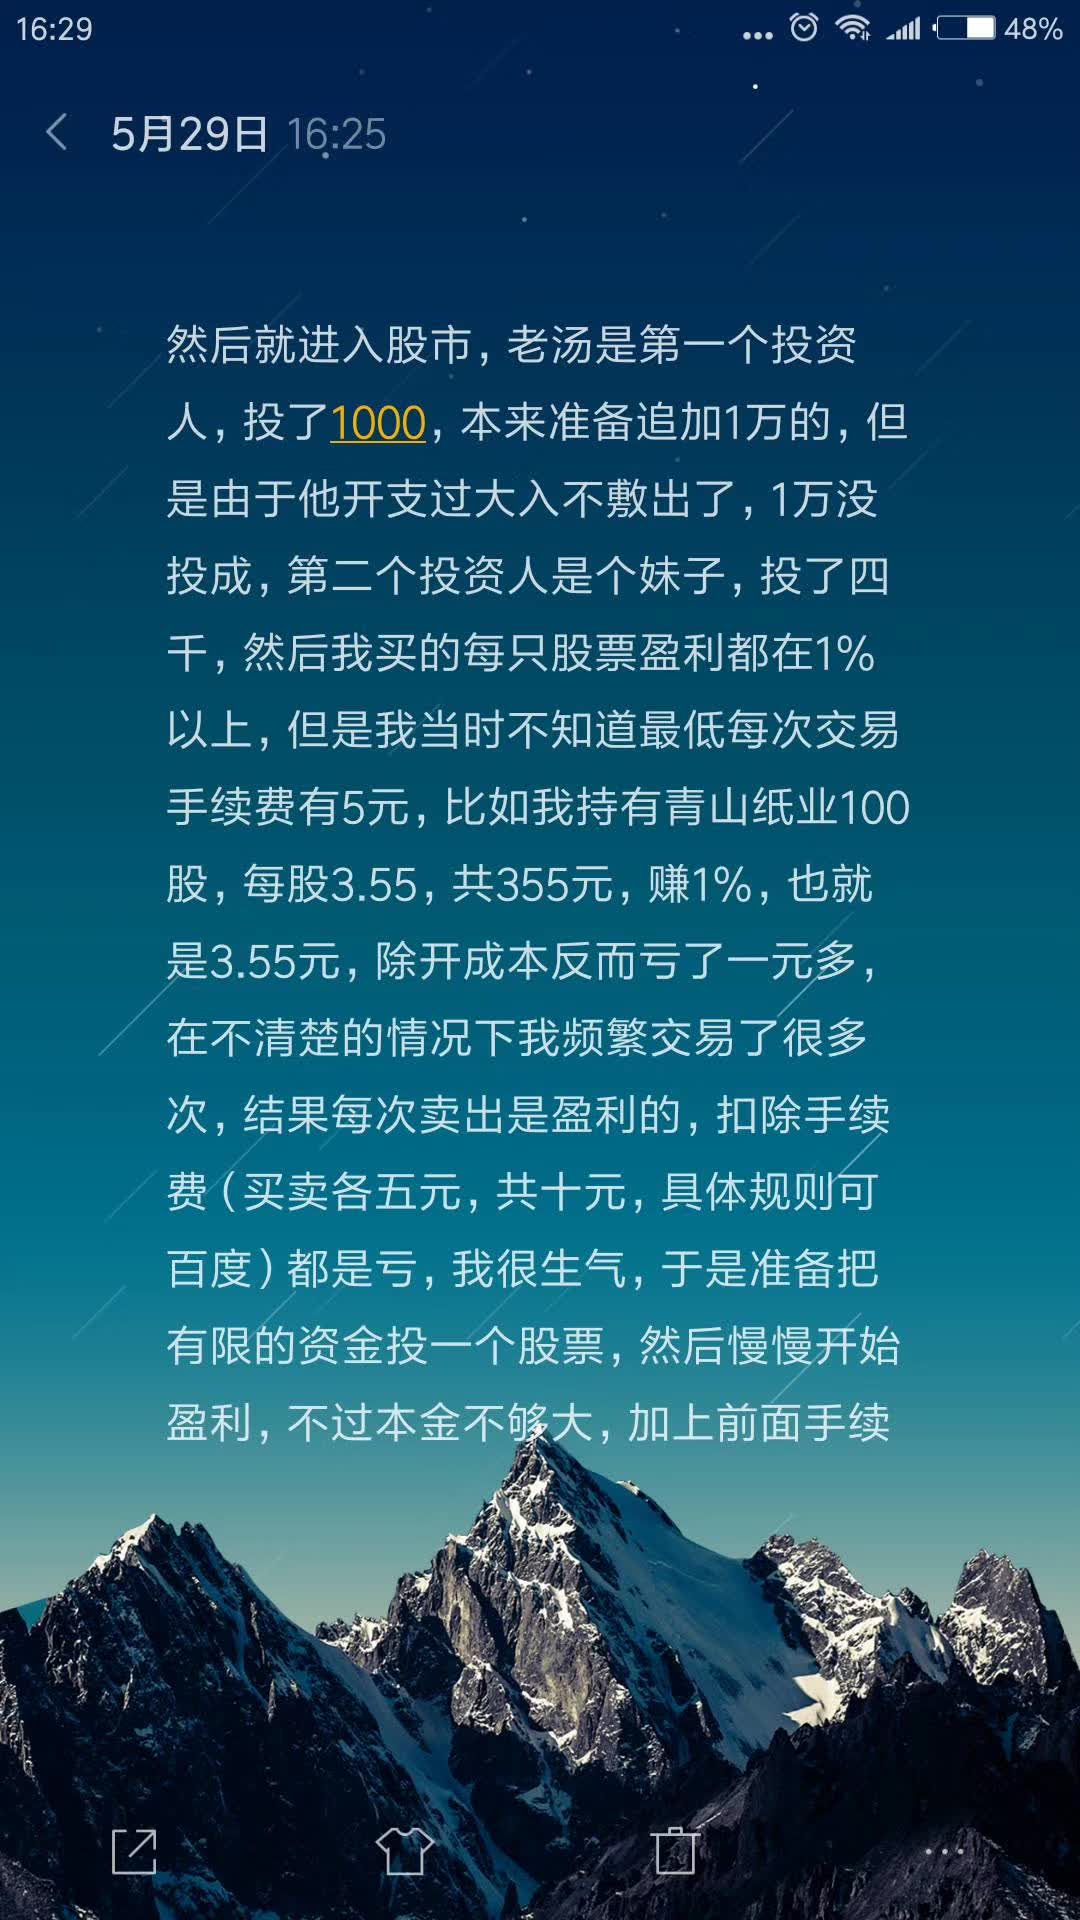 16:29
48%
5月29日 16:25
然后就进入股市，老汤是第一个投资
人，投了1000，本来准备追加1万的，但
是由于他开支过大入不敷出了，1万没
投成，第二个投资人是个妹子，投了四
千，然后我买的每只股票盈利都在1%
以上，但是我当时不知道最低每次交易
手续费有5元，比如我持有青山纸业100
股，每股3.55，共355元，赚1%，也就
是3.55元，除开成本反而亏了一元多，
在不清楚的情况下我频繁交易了很多
次，结果每次卖出是盈利的，扣除手续
费（买卖各五元，共十元，具体规则可
百度）都是亏，我很生气，于是准备把
有限的资金投一个股票，然后慢慢开始
盈利，不过本金不够大，加上前面手续